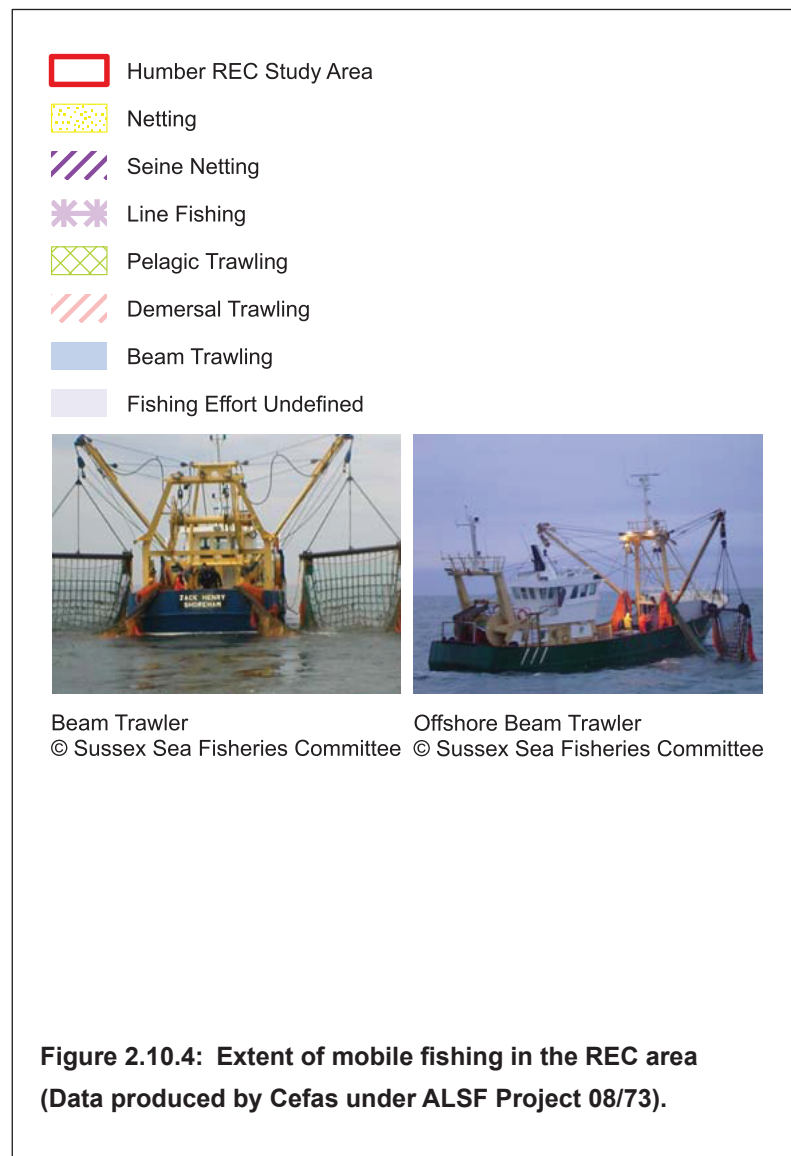 Humber REC Study Area
Netting
Seine Netting
Line Fishing
Pelagic Trawling
Demersal Trawling
Beam Trawling
Fishing Effort Undefined
JACK HENRY
SHOREHAM
Beam Trawler
© Sussex Sea Fisheries Committee
Offshore Beam Trawler
© Sussex Sea Fisheries Committee
Figure 2.10.4: Extent of mobile fishing in the REC area
(Data produced by Cefas under ALSF Project 08/73).